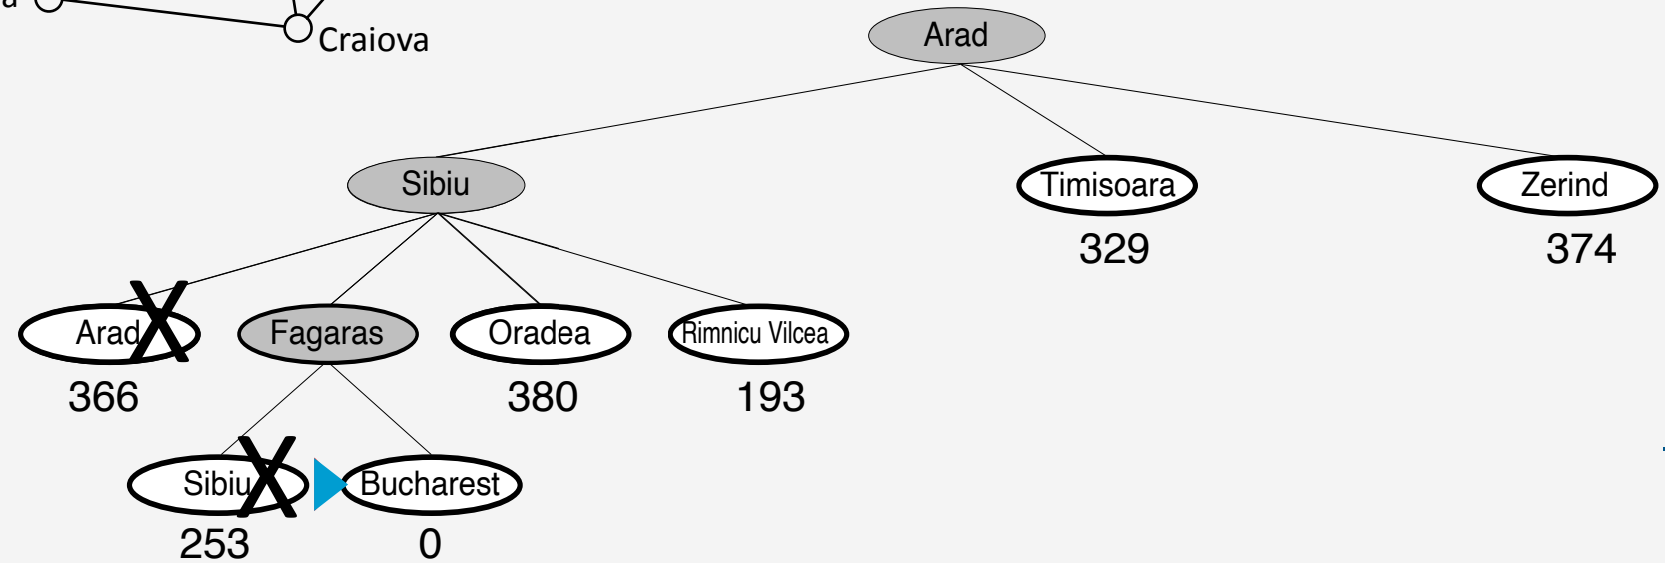 a
Craiova
Arad
Sibiu
Timisoara
Zerind
329
374
Arad
X
Fagaras
Oradea
Rimnicu Vilcea
366
380
193
Sibiu
X
Bucharest
253
0